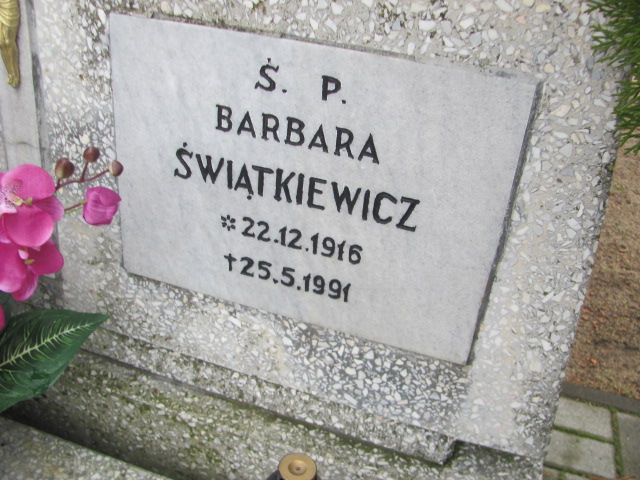 Ś. P.
BARBARA
ŚWIĄTKIEWICZ
* 22.12.1916
† 25.5.1991